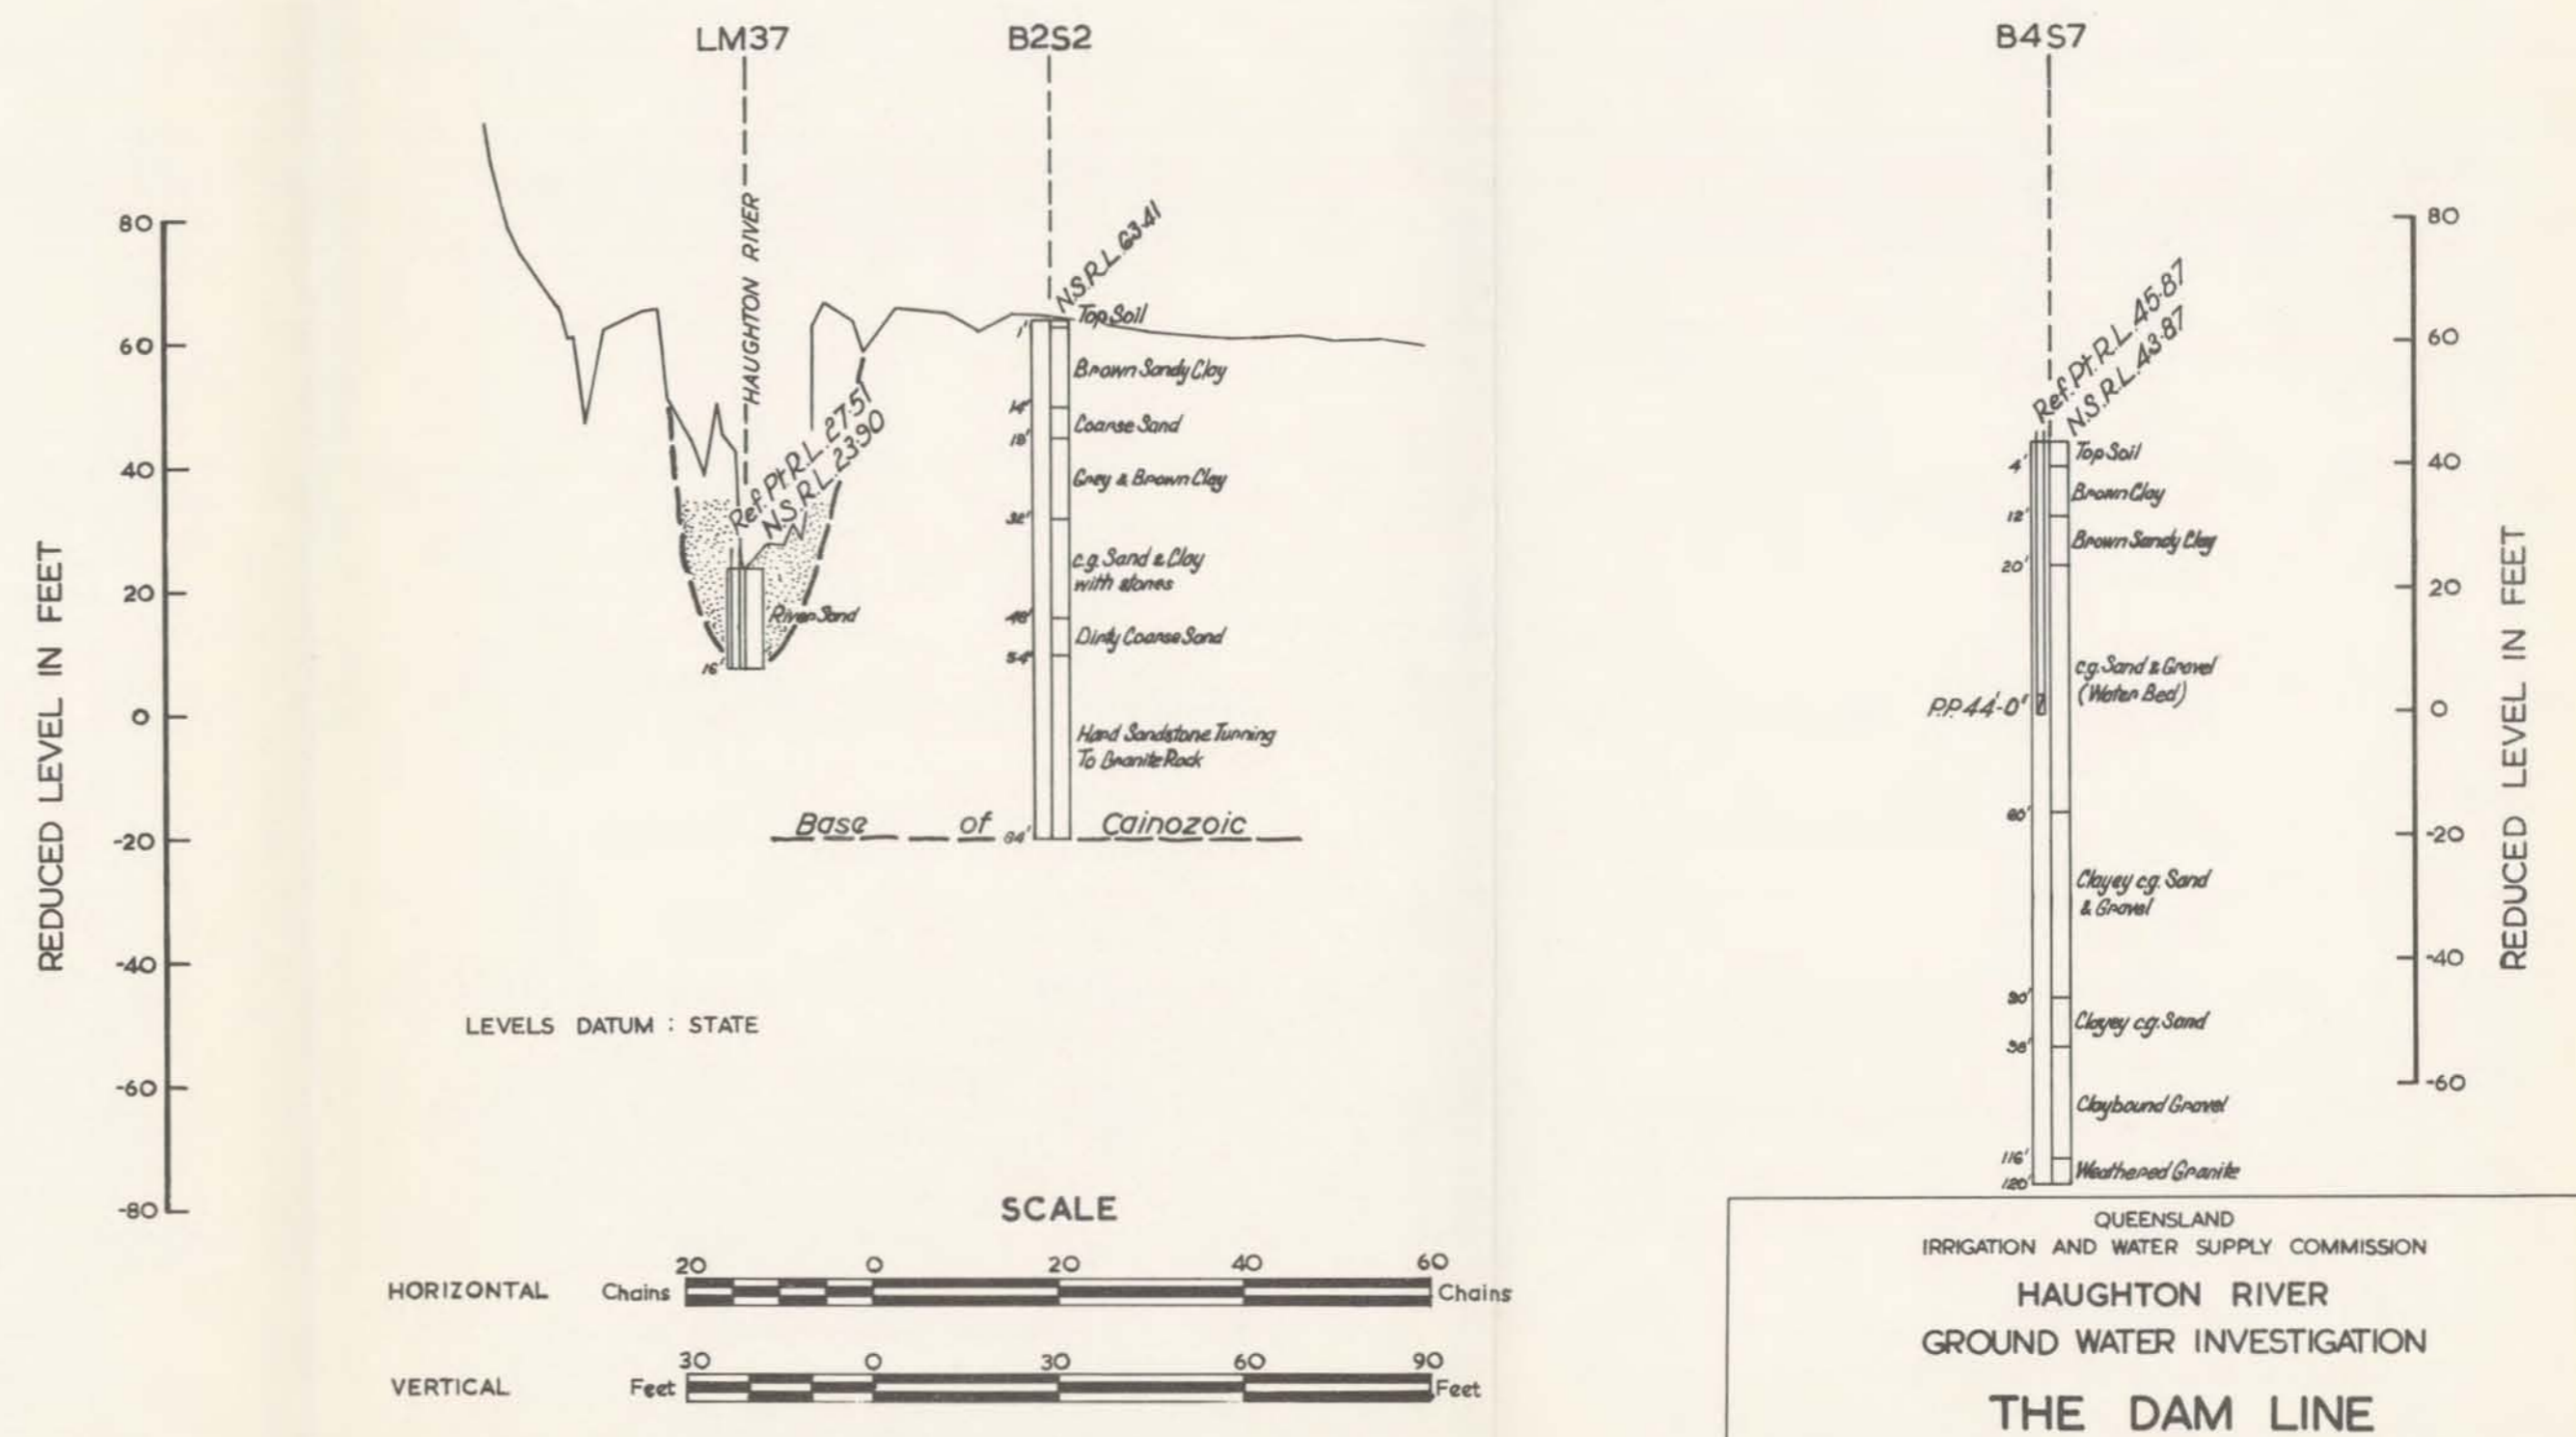 LM37
B2S2
B4S7
80
60
40
20
0
-20
-40
-60
-80
REDUCED LEVEL IN FEET
HAUGHTON RIVER
Ref. Pt. R.L. 27·51
N.S.R.L. 23·90
River Sand
16'
N.S.R.L. 63·41
Top Soil
1'
Brown Sandy Clay
14'
Coarse Sand
19'
Grey & Brown Clay
32'
c.g. Sand & Clay
with stones
48'
Dirty Coarse Sand
54'
Hard Sandstone Turning
To Granite Rock
84'
Base of Cainozoic
Ref. Pt. R.L. 45·87
N.S.R.L. 43·87
Top Soil
4'
Brown Clay
12'
Brown Sandy Clay
20'
c.g. Sand & Gravel
(Water Bed)
P.P. 44'-0"
60'
Clayey c.g. Sand
& Gravel
90'
Clayey c.g. Sand
98'
Claybound Gravel
116'
Weathered Granite
120'
80
60
40
20
0
-20
-40
-60
REDUCED LEVEL IN FEET
LEVELS DATUM : STATE
SCALE
20 0 20 40 60
HORIZONTAL Chains Chains
30 0 30 60 90
VERTICAL Feet Feet
QUEENSLAND
IRRIGATION AND WATER SUPPLY COMMISSION
HAUGHTON RIVER
GROUND WATER INVESTIGATION
THE DAM LINE